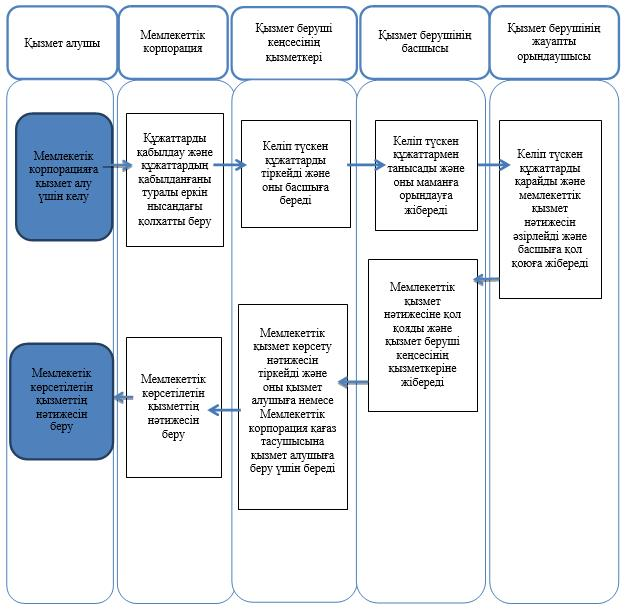 Қызмет алушы
Мемлекеттік
корпорация
Қызмет беруші
кеңсесінің
қызметкері
Қызмет берушінің
басшысы
Қызмет берушінің
жауапты
орындаушысы
Мемлекетік
корпорацияға
қызмет алу
үшін келу
Құжаттарды
қабылдау және
құжаттардың
қабылданғаны
туралы еркін
нысандағы
қолхатты беру
Келіп түскен
құжаттарды
тіркейді және
оны басшыға
береді
Келіп түскен
құжаттармен
танысады және
оны маманға
орындауға
жібереді
Келіп түскен
құжаттарды
қарайды және
мемлекеттік
қызмет
нәтижесін
әзірлейді және
басшыға қол
қоюға жібереді
Мемлекеттік
қызмет
нәтижесіне қол
қояды және
қызмет беруші
кеңсесінің
қызметкеріне
жібереді
Мемлекеттік
қызмет көрсету
нәтижесін
тіркейді және
оны қызмет
алушыға немесе
Мемлекеттік
корпорация қағаз
тасушысына
қызмет алушыға
беру үшін береді
Мемлекеттік
көрсетілетін
қызметтің
нәтижесін
беру
Мемлекетік
көрсетілетін
қызметтің
нәтижесін
беру